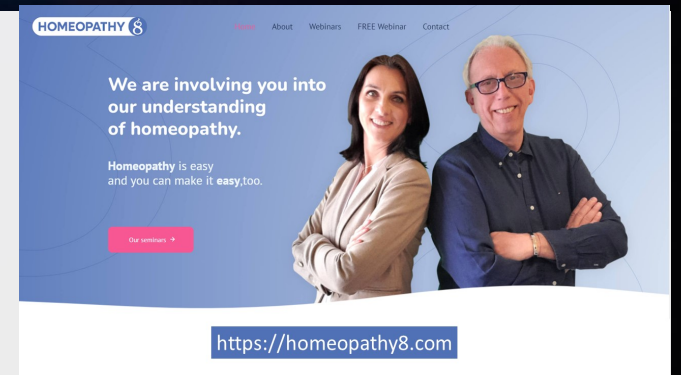 HOMEOPATHY 8
Home About Webinars FREE Webinar Contact
We are involving you into
our understanding
of homeopathy.
Homeopathy is easy
and you can make it easy,too.
Our seminars →
https://homeopathy8.com